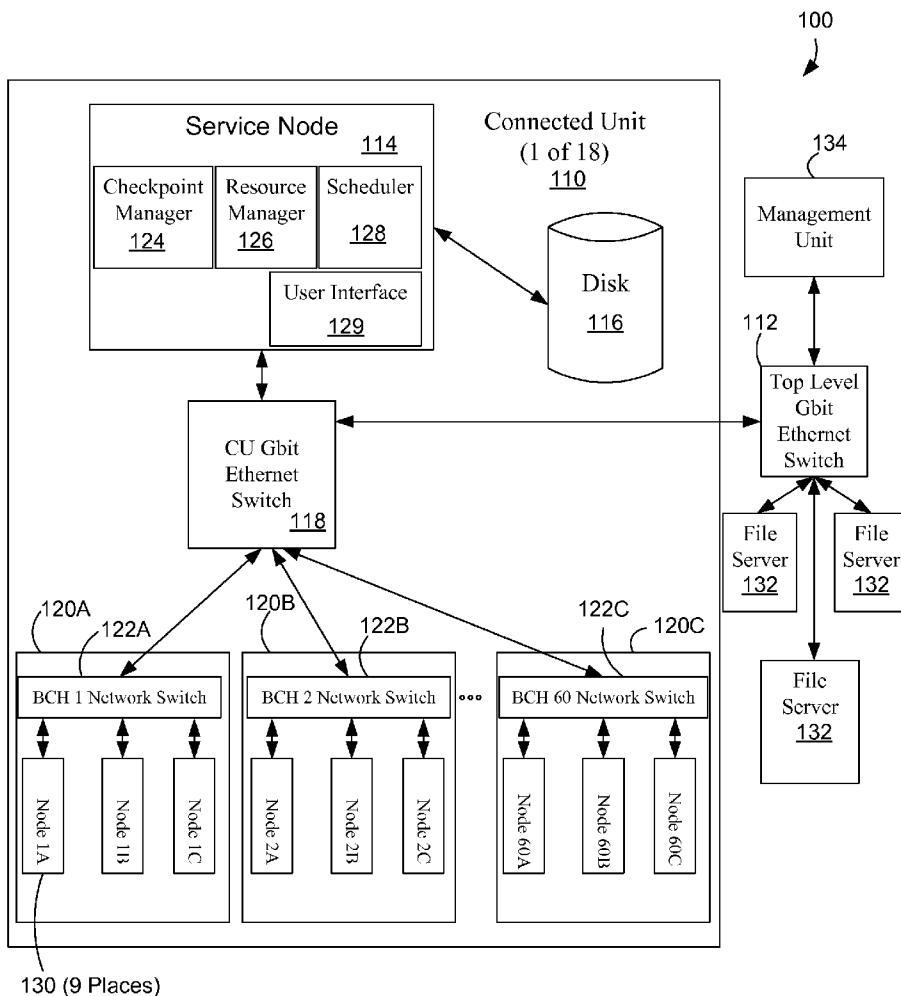 100
Service Node
114
Checkpoint
Manager
124
Resource
Manager
126
Scheduler
128
User Interface
129
Connected Unit
(1 of 18)
110
Disk
116
134
Management
Unit
112
Top Level
Gbit
Ethernet
Switch
CU Gbit
Ethernet
Switch
118
File
Server
132
File
Server
132
File
Server
132
120A
122A
BCH 1 Network Switch
Node 1A
Node 1B
Node 1C
120B
122B
BCH 2 Network Switch
Node 2A
Node 2B
Node 2C
122C
120C
BCH 60 Network Switch
Node 60A
Node 60B
Node 60C
130 (9 Places)